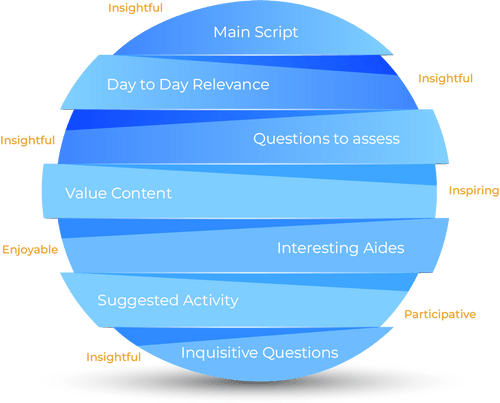 Insightful
Main Script
Day to Day Relevance
Insightful
Insightful
Questions to assess
Value Content
Inspiring
Enjoyable
Interesting Aides
Suggested Activity
Participative
Insightful
Inquisitive Questions